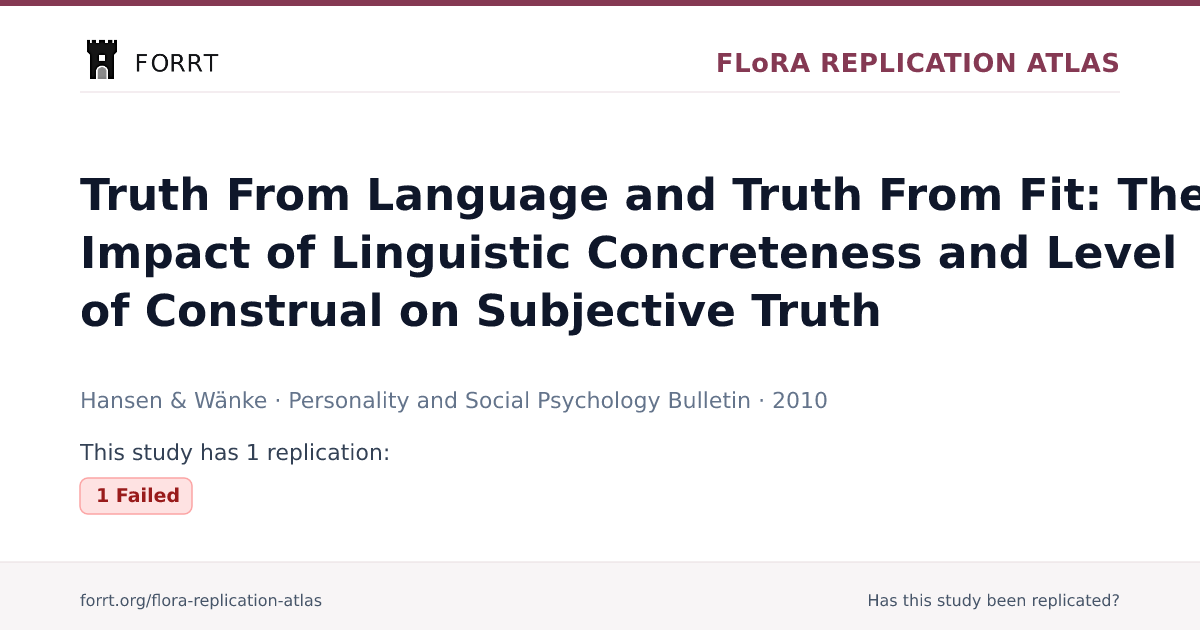 FORRT
FLoRA REPLICATION ATLAS
Truth From Language and Truth From Fit: The
Impact of Linguistic Concreteness and Level
of Construal on Subjective Truth
Hansen & Wänke · Personality and Social Psychology Bulletin · 2010
This study has 1 replication:
1 Failed
forrt.org/flora-replication-atlas
Has this study been replicated?